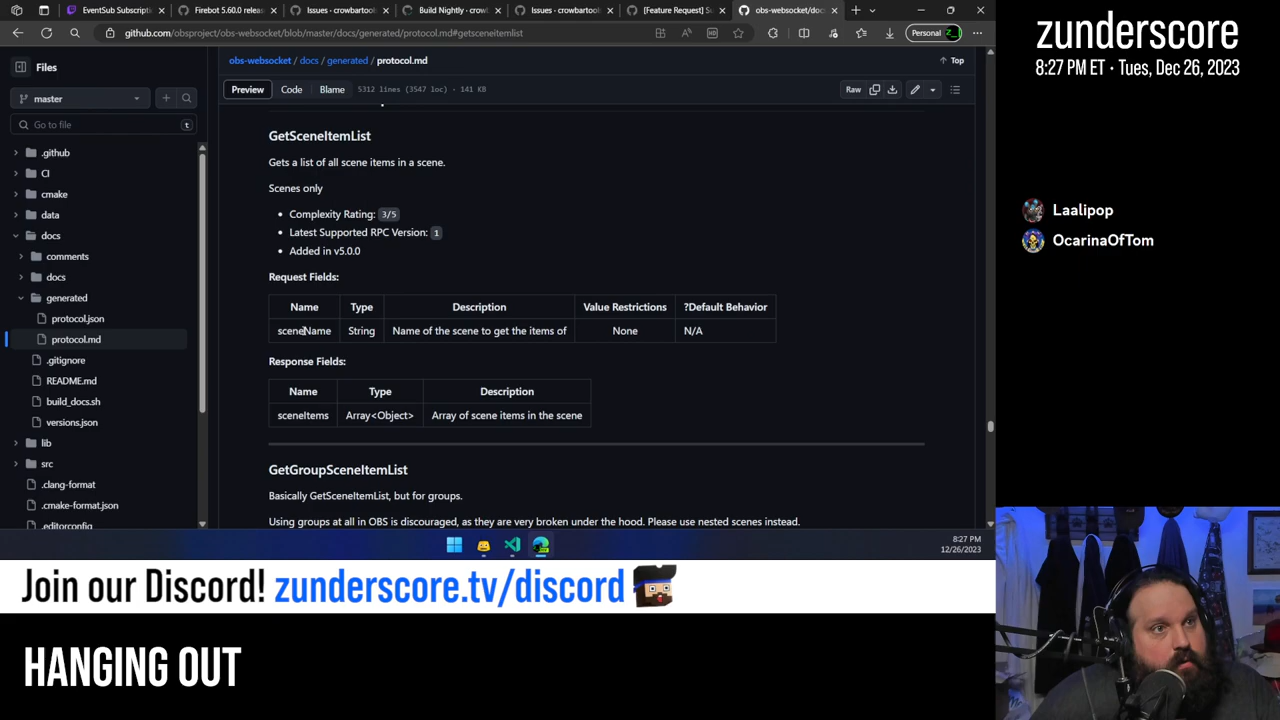 EventSub Subscripti
Firebot 5.60.0 relea
Issues · crowbartoo
Build Nightly · crow
Issues · crowbartoo
[Feature Request] S
obs-websocket/doc
github.com/obsproject/obs-websocket/blob/master/docs/generated/protocol.md#getsceneitemlist
Personal
Files
obs-websocket / docs / generated / protocol.md
Top
master
Preview
Code
Blame
5312 lines (3547 loc) · 141 KB
Raw
Go to file
t
.github
CI
cmake
data
docs
comments
docs
generated
protocol.json
protocol.md
.gitignore
README.md
build_docs.sh
versions.json
lib
src
.clang-format
.cmake-format.json
.editorconfig
GetSceneItemList
Gets a list of all scene items in a scene.
Scenes only
• Complexity Rating: 3/5
• Latest Supported RPC Version: 1
• Added in v5.0.0
Request Fields:
Name Type Description Value Restrictions ?Default Behavior
sceneName String Name of the scene to get the items of None N/A
Response Fields:
Name Type Description
sceneItems Array<Object> Array of scene items in the scene
GetGroupSceneItemList
Basically GetSceneItemList, but for groups.
Using groups at all in OBS is discouraged, as they are very broken under the hood. Please use nested scenes instead.
8:27 PM
12/26/2023
zunderscore
8:27 PM ET · Tues, Dec 26, 2023
Laalipop
OcarinaOfTom
Join our Discord! zunderscore.tv/discord
HANGING OUT